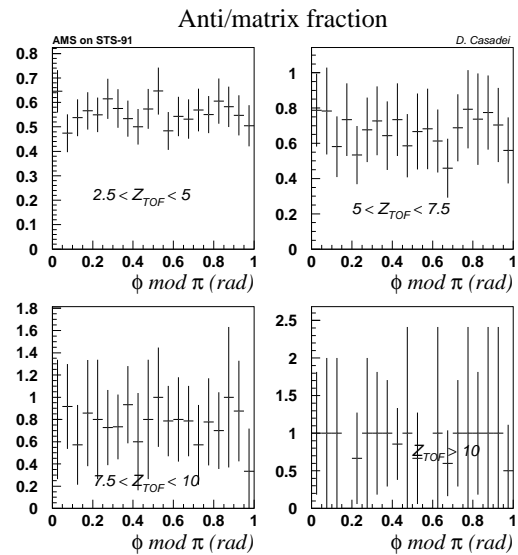 Anti/matrix fraction
AMS on STS-91
D. Casadei
0.8
0.7
0.6
0.5
0.4
0.3
0.2
0.1
0
2.5 < Z_TOF < 5
0 0.2 0.4 0.6 0.8 1
ϕ mod π (rad)
1
0.8
0.6
0.4
0.2
0
5 < Z_TOF < 7.5
0 0.2 0.4 0.6 0.8 1
ϕ mod π (rad)
1.8
1.6
1.4
1.2
1
0.8
0.6
0.4
0.2
0
7.5 < Z_TOF < 10
0 0.2 0.4 0.6 0.8 1
ϕ mod π (rad)
2.5
2
1.5
1
0.5
0
Z_TOF > 10
0 0.2 0.4 0.6 0.8 1
ϕ mod π (rad)